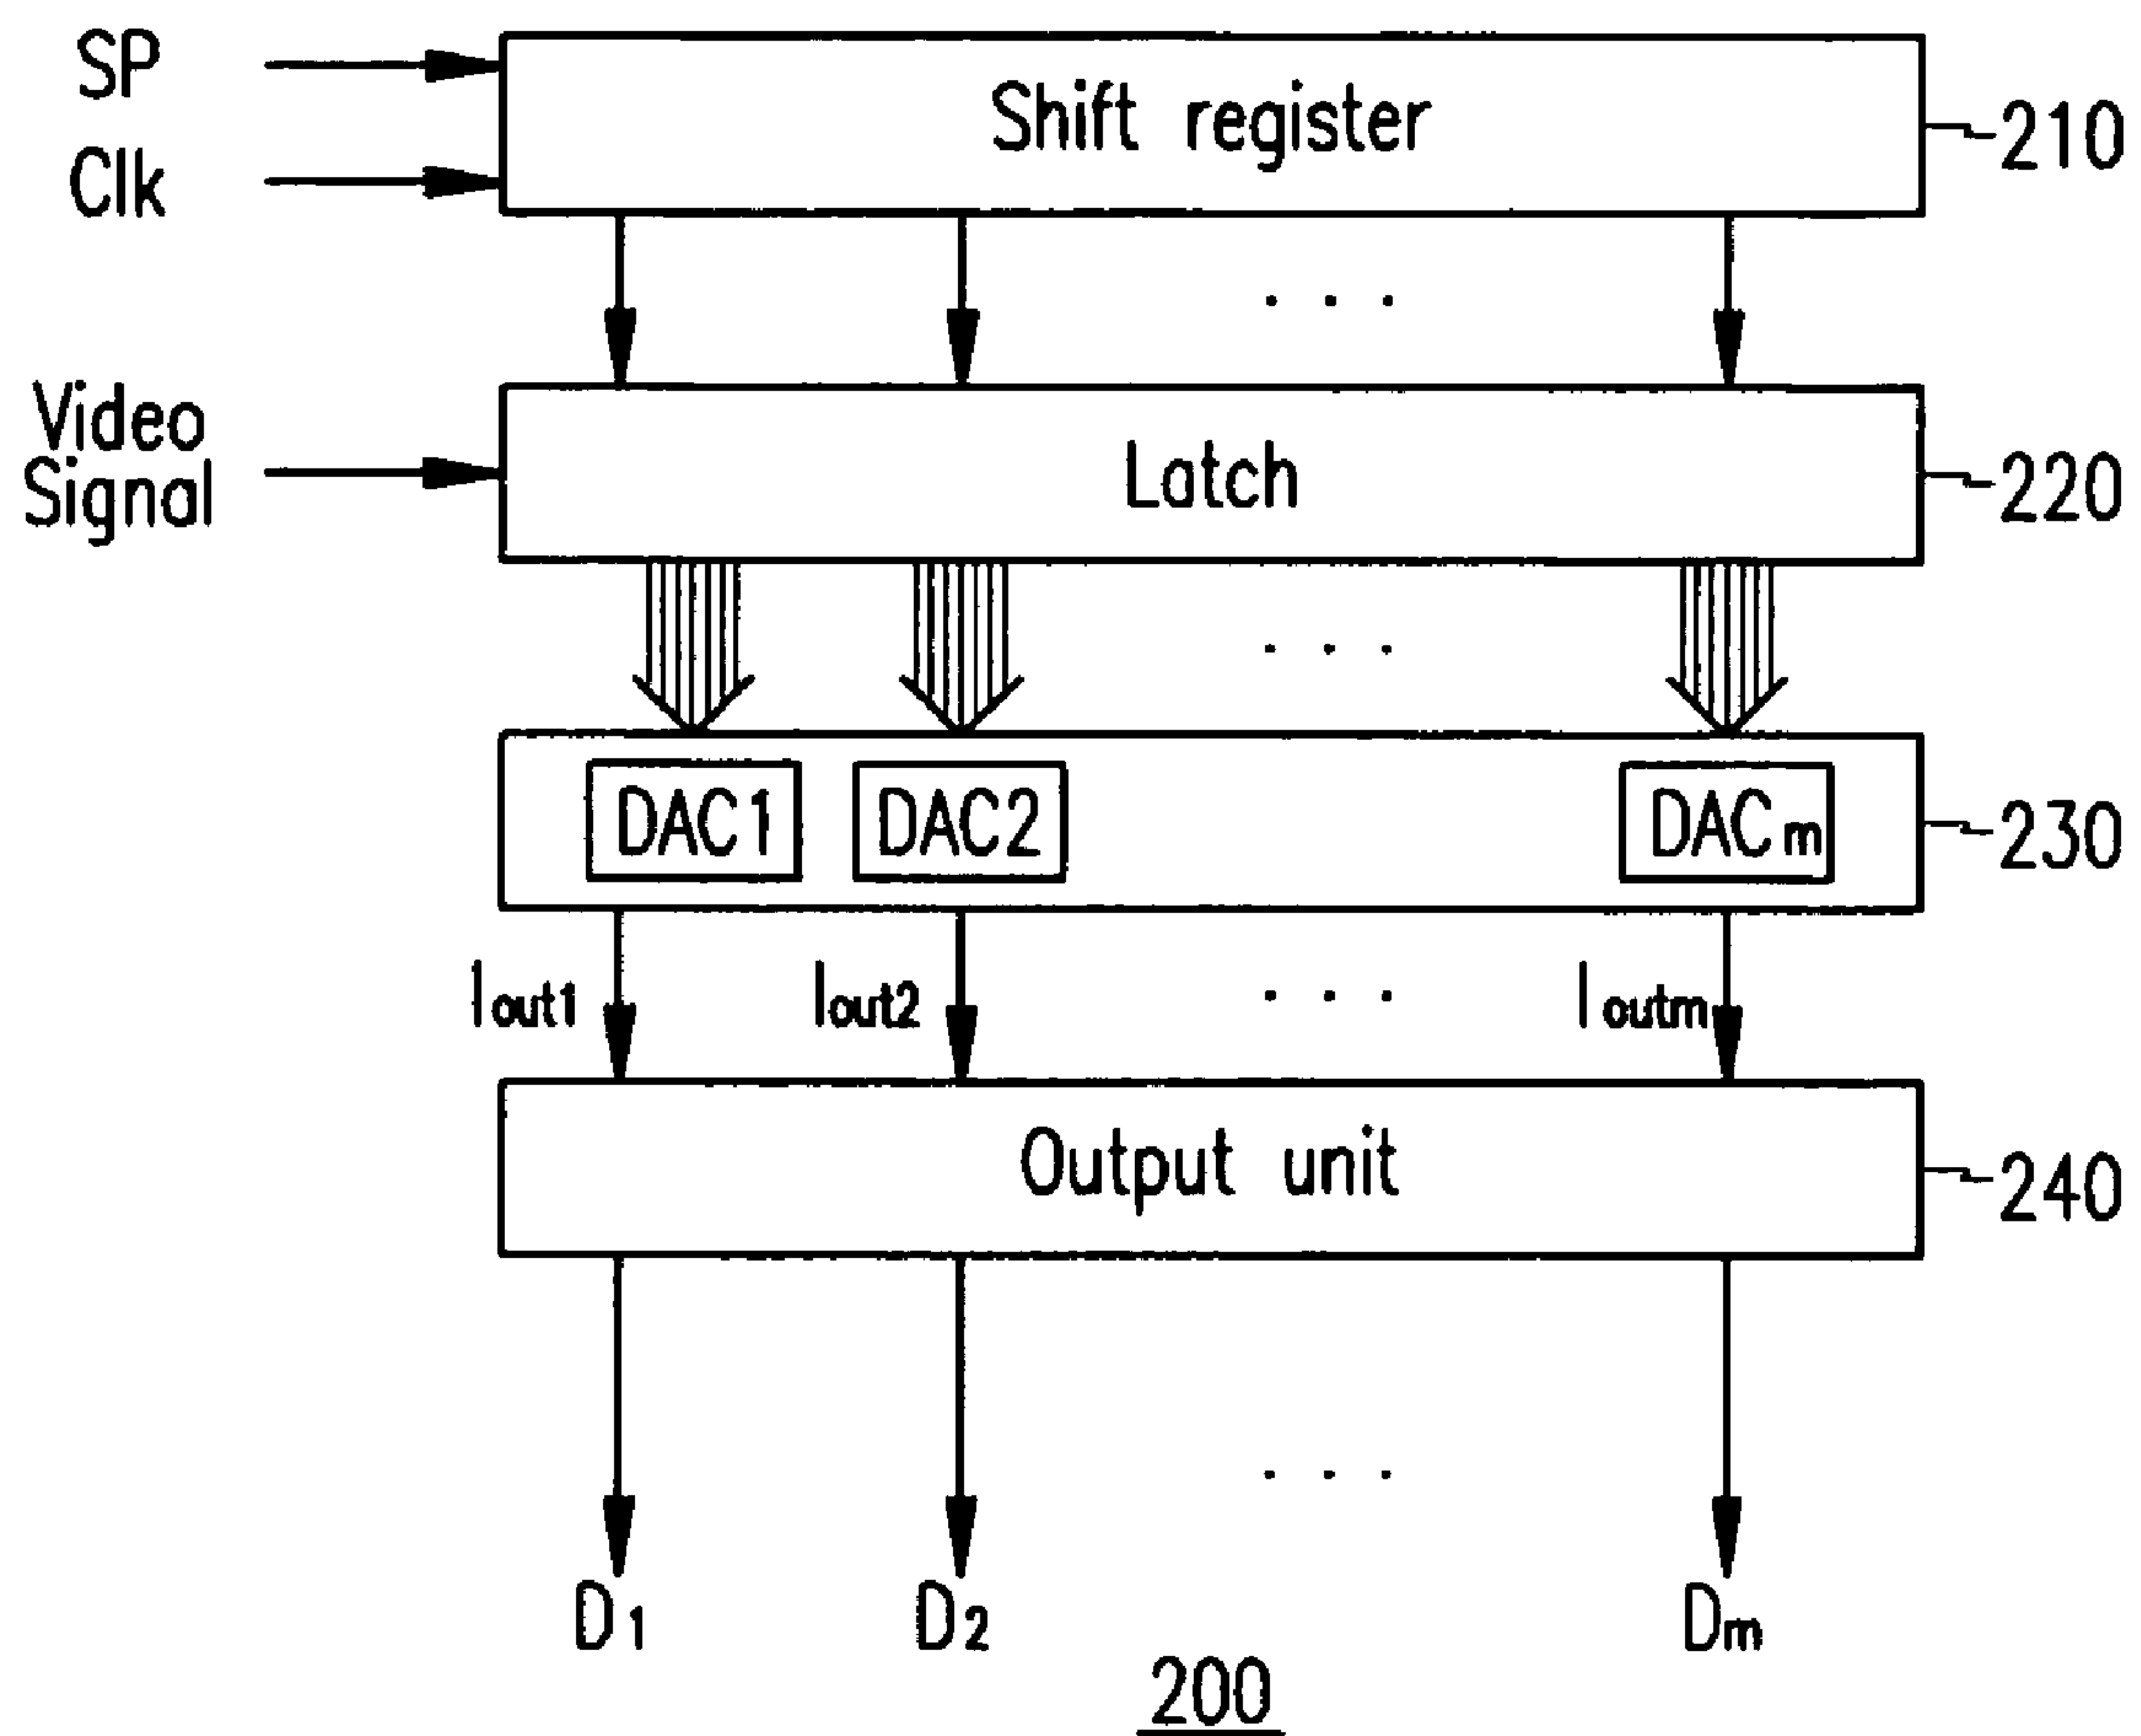 SP
Clk
Shift register
210
Video
Signal
Latch
220
. . .
DAC1
DAC2
DACm
230
Iout1
Iout2
. . .
Ioutm
Output unit
240
. . .
D1
D2
Dm
200